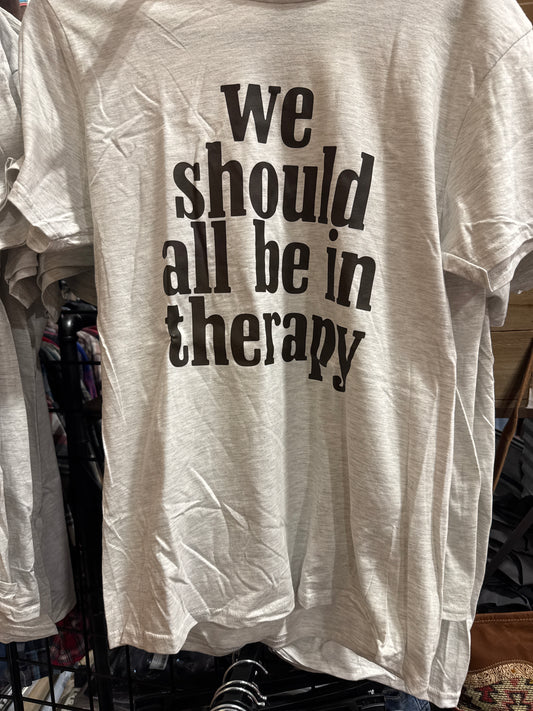 we
should
all be in
therapy